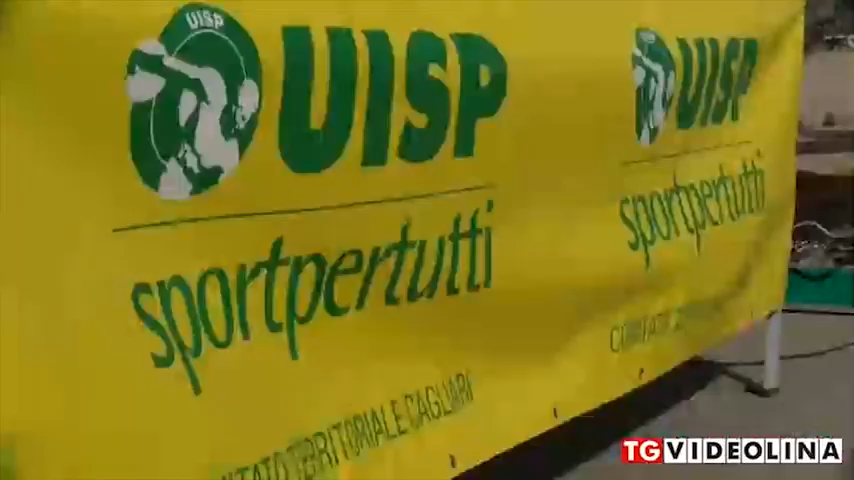 UISP
UISP
sportpertutti
TERRITORIALE CAGLIARI
UISP
sportpertutti
TGVIDEOLINA